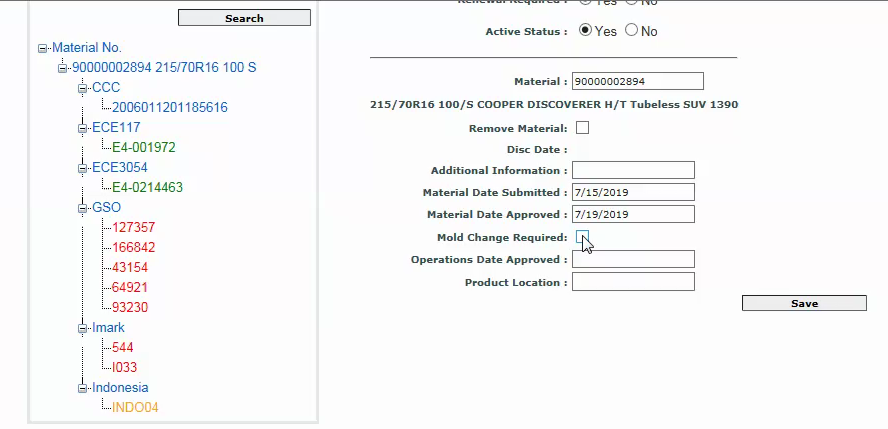 Renewal Required : Yes No
Search
Active Status : Yes No
Material No.
90000002894 215/70R16 100 S
CCC
2006011201185616
ECE117
E4-001972
ECE3054
E4-0214463
GSO
127357
166842
43154
64921
93230
Imark
544
I033
Indonesia
INDO04
Material : 90000002894
215/70R16 100/S COOPER DISCOVERER H/T Tubeless SUV 1390
Remove Material:
Disc Date :
Additional Information :
Material Date Submitted : 7/15/2019
Material Date Approved : 7/19/2019
Mold Change Required:
Operations Date Approved :
Product Location :
Save